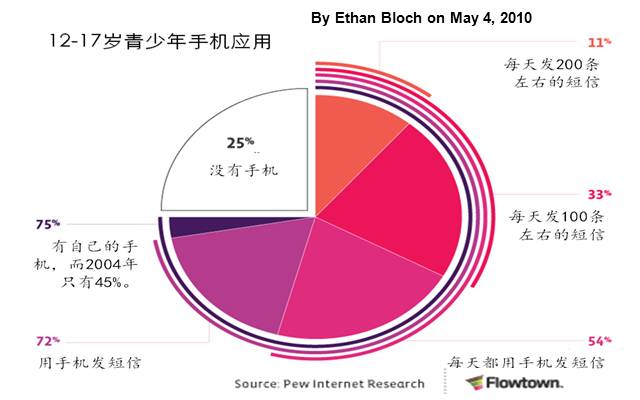 By Ethan Bloch on May 4, 2010
12-17岁青少年手机应用
11%
每天发200条
左右的短信
25%
没有手机
33%
每天发100条
左右的短信
75%
有自己的手
机，而2004年
只有45%。
72%
用手机发短信
54%
每天都用手机发短信
Source: Pew Internet Research
Flowtown.